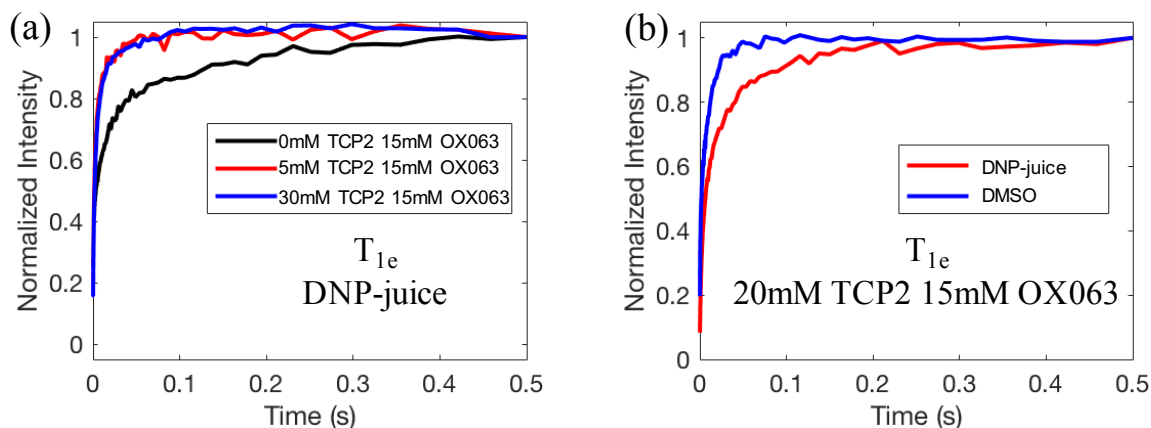 (a)
Normalized Intensity
1
0.8
0.6
0.4
0.2
0
0mM TCP2 15mM OX063
5mM TCP2 15mM OX063
30mM TCP2 15mM OX063
T1e
DNP-juice
0 0.1 0.2 0.3 0.4 0.5
Time (s)
(b)
Normalized Intensity
1
0.8
0.6
0.4
0.2
0
DNP-juice
DMSO
T1e
20mM TCP2 15mM OX063
0 0.1 0.2 0.3 0.4 0.5
Time (s)